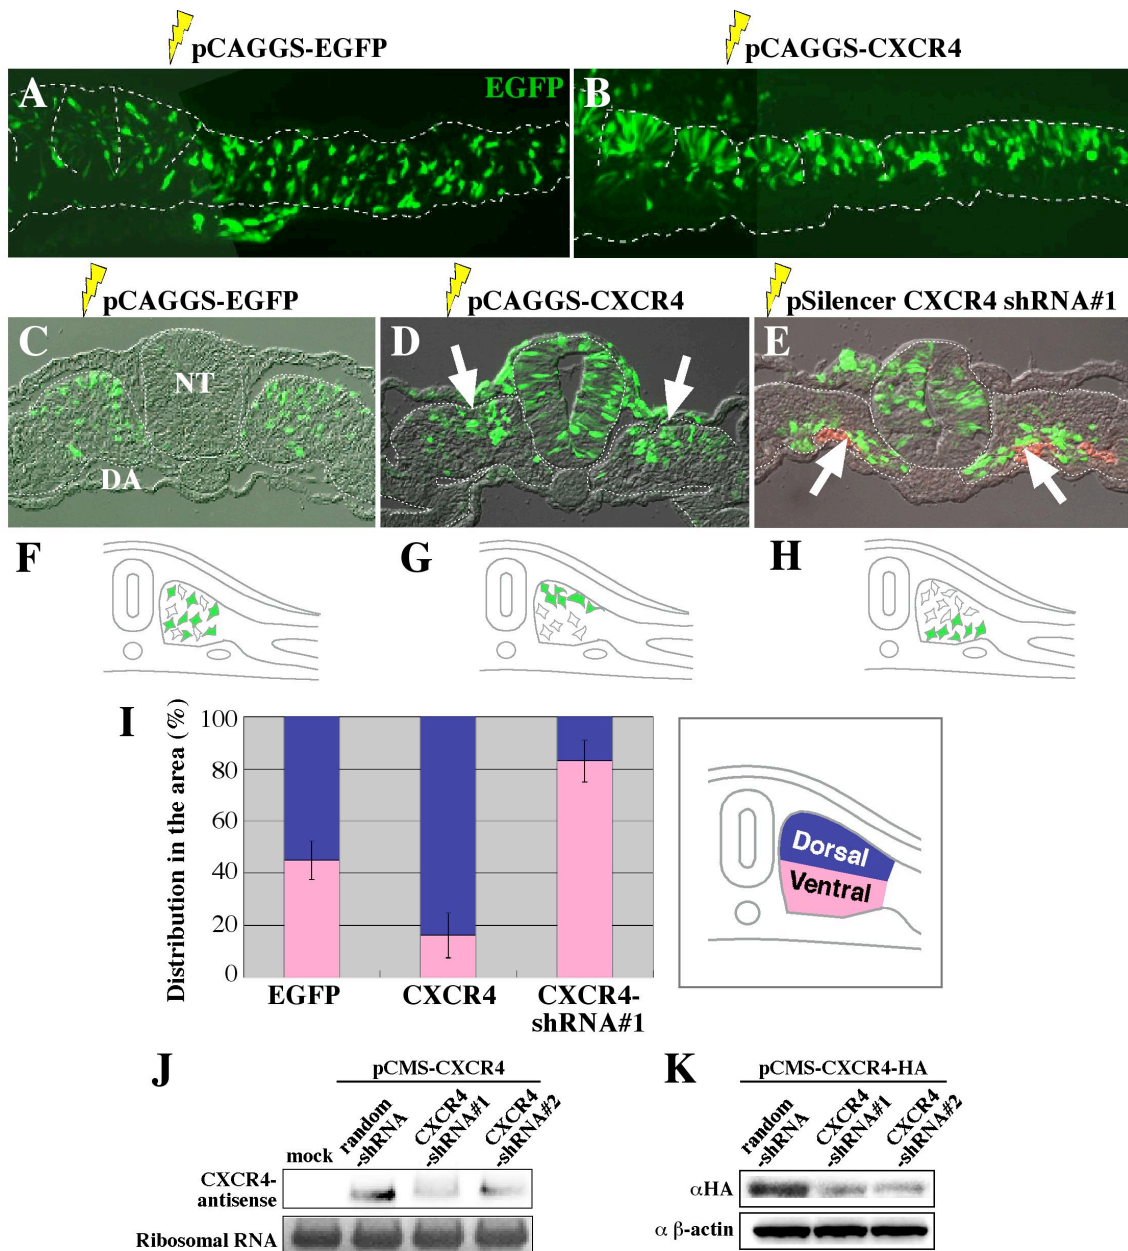 pCAGGS-EGFP
pCAGGS-CXCR4
A
EGFP
B
pCAGGS-EGFP
pCAGGS-CXCR4
pSilencer CXCR4 shRNA#1
C
NT
DA
D
E
F
G
H
I
Distribution in the area (%)
100
80
60
40
20
0
EGFP
CXCR4
CXCR4-
shRNA#1
Dorsal
Ventral
J
pCMS-CXCR4
mock
random
-shRNA
CXCR4
-shRNA#1
CXCR4
-shRNA#2
CXCR4-
antisense
Ribosomal RNA
K
pCMS-CXCR4-HA
random
-shRNA
CXCR4
-shRNA#1
CXCR4
-shRNA#2
αHA
α β-actin